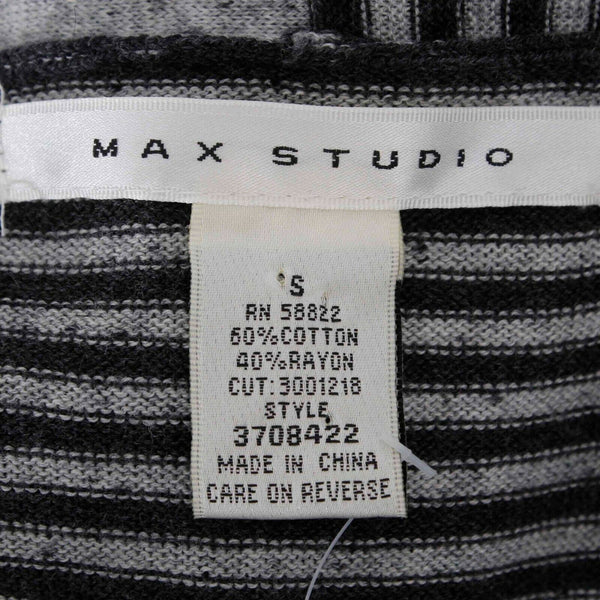 MAX STUDIO
S
RN 58822
60%COTTON
40%RAYON
CUT:3001218
STYLE
3708422
MADE IN CHINA
CARE ON REVERSE